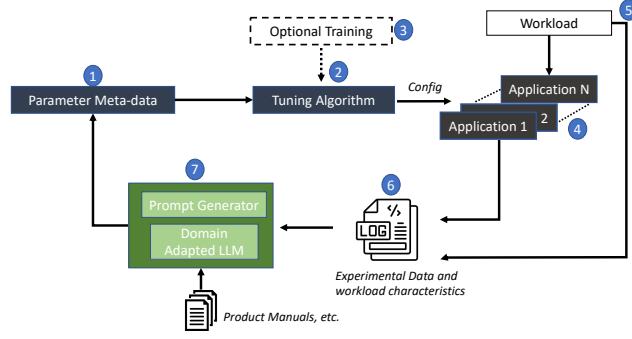 Optional Training
3
Workload
5
1
2
Config
Application N
Parameter Meta-data
Tuning Algorithm
2
4
Application 1
7
6
Prompt Generator
</>
LOG
Domain
Adapted LLM
Experimental Data and
workload characteristics
Product Manuals, etc.